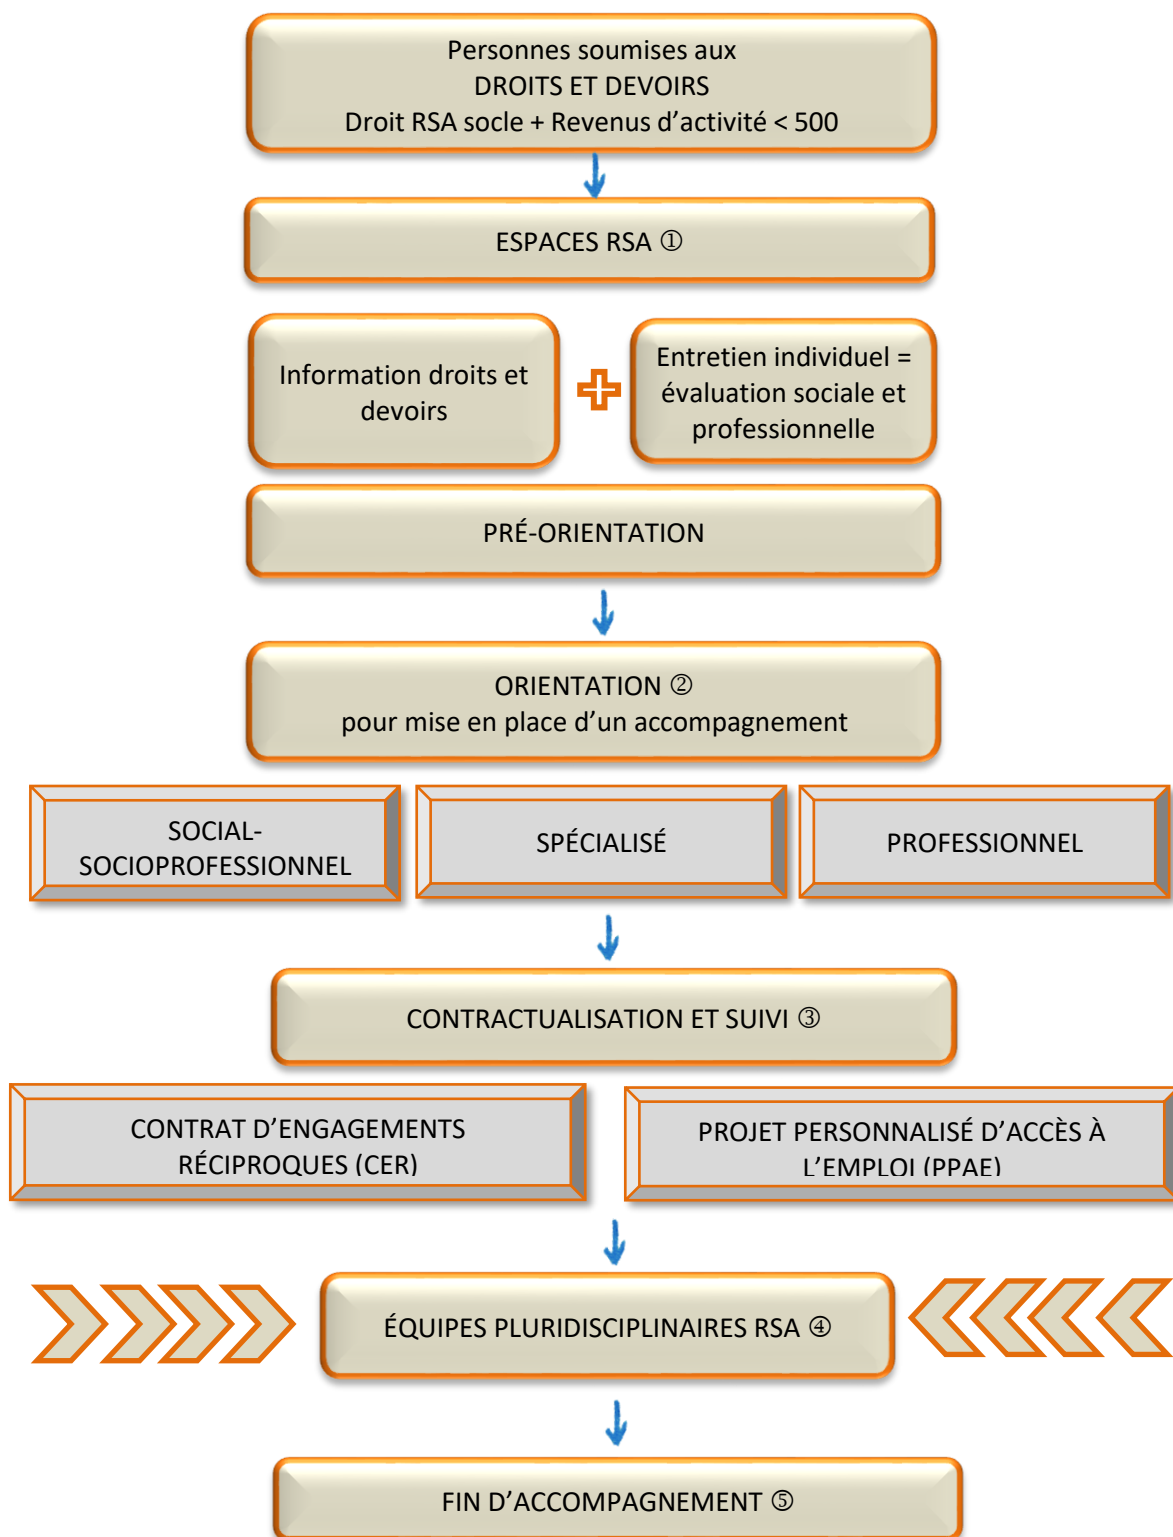 Personnes soumises aux
DROITS ET DEVOIRS
Droit RSA socle + Revenus d’activité < 500
ESPACES RSA ①
Information droits et
devoirs
Entretien individuel =
évaluation sociale et
professionnelle
PRÉ-ORIENTATION
ORIENTATION ②
pour mise en place d’un accompagnement
SOCIAL-
SOCIOPROFESSIONNEL
SPÉCIALISÉ
PROFESSIONNEL
CONTRACTUALISATION ET SUIVI ③
CONTRAT D’ENGAGEMENTS
RÉCIPROQUES (CER)
PROJET PERSONNALISÉ D’ACCÈS À
L’EMPLOI (PPAE)
ÉQUIPES PLURIDISCIPLINAIRES RSA ④
FIN D’ACCOMPAGNEMENT ⑤